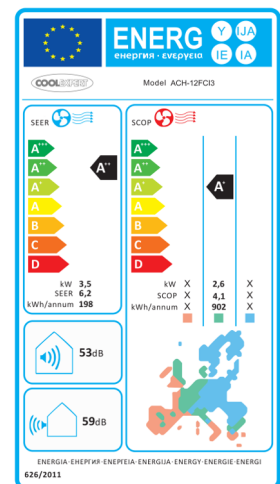 ENERG Y IJA
енергия · ενεργεια IE IA
COOLEXPERT
Model ACH-12FCI3
SEER
SCOP
A+++ A+++
A++ A++ A++
A+ A+ A+
A A
B B
C C
D D
kW 3,5
SEER 6,2
kWh/annum 198
kW X 2,6 X
SCOP X 4,1 X
kWh/annum X 902 X
53dB
59dB
ENERGIA·ЕНЕРГИЯ·ΕΝΕΡΓΕΙΑ·ENERGIJA·ENERGY·ENERGIE·ENERGI
626/2011